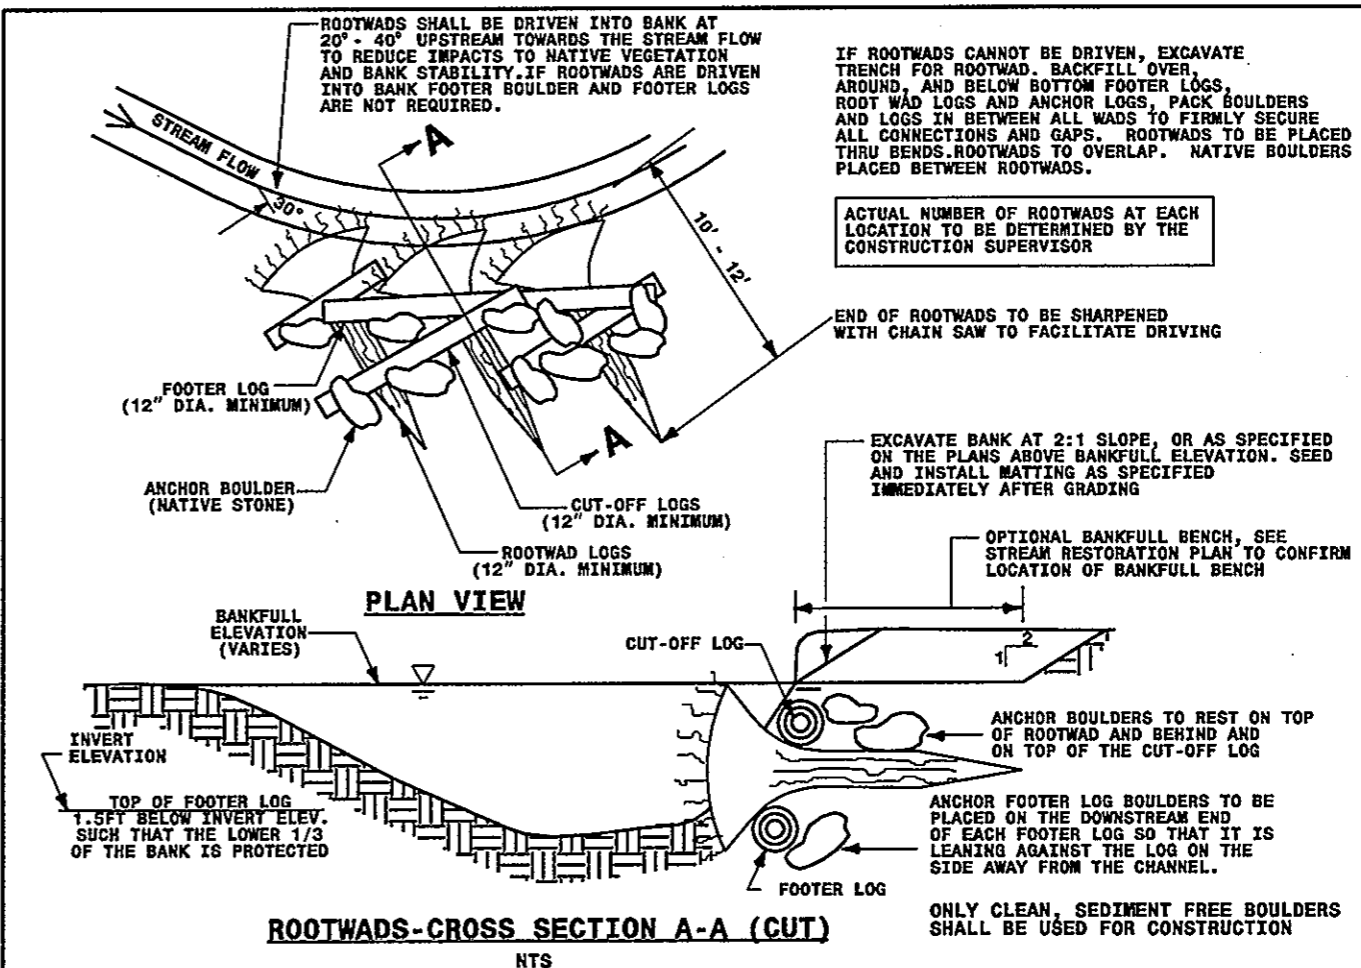 ROOTWADS SHALL BE DRIVEN INTO BANK AT
20° - 40° UPSTREAM TOWARDS THE STREAM FLOW
TO REDUCE IMPACTS TO NATIVE VEGETATION
AND BANK STABILITY.IF ROOTWADS ARE DRIVEN
INTO BANK FOOTER BOULDER AND FOOTER LOGS
ARE NOT REQUIRED.
IF ROOTWADS CANNOT BE DRIVEN, EXCAVATE
TRENCH FOR ROOTWAD. BACKFILL OVER,
AROUND, AND BELOW BOTTOM FOOTER LOGS,
ROOT WAD LOGS AND ANCHOR LOGS, PACK BOULDERS
AND LOGS IN BETWEEN ALL WADS TO FIRMLY SECURE
ALL CONNECTIONS AND GAPS. ROOTWADS TO BE PLACED
THRU BENDS.ROOTWADS TO OVERLAP. NATIVE BOULDERS
PLACED BETWEEN ROOTWADS.
STREAM FLOW
A
30°
10' - 12'
ACTUAL NUMBER OF ROOTWADS AT EACH
LOCATION TO BE DETERMINED BY THE
CONSTRUCTION SUPERVISOR
END OF ROOTWADS TO BE SHARPENED
WITH CHAIN SAW TO FACILITATE DRIVING
FOOTER LOG
(12" DIA. MINIMUM)
A
ANCHOR BOULDER
(NATIVE STONE)
CUT-OFF LOGS
(12" DIA. MINIMUM)
ROOTWAD LOGS
(12" DIA. MINIMUM)
EXCAVATE BANK AT 2:1 SLOPE, OR AS SPECIFIED
ON THE PLANS ABOVE BANKFULL ELEVATION. SEED
AND INSTALL MATTING AS SPECIFIED
IMMEDIATELY AFTER GRADING
OPTIONAL BANKFULL BENCH, SEE
STREAM RESTORATION PLAN TO CONFIRM
LOCATION OF BANKFULL BENCH
PLAN VIEW
BANKFULL
ELEVATION
(VARIES)
CUT-OFF LOG
2
1
INVERT
ELEVATION
TOP OF FOOTER LOG
1.5FT BELOW INVERT ELEV.
SUCH THAT THE LOWER 1/3
OF THE BANK IS PROTECTED
ANCHOR BOULDERS TO REST ON TOP
OF ROOTWAD AND BEHIND AND
ON TOP OF THE CUT-OFF LOG
ANCHOR FOOTER LOG BOULDERS TO BE
PLACED ON THE DOWNSTREAM END
OF EACH FOOTER LOG SO THAT IT IS
LEANING AGAINST THE LOG ON THE
SIDE AWAY FROM THE CHANNEL.
FOOTER LOG
ONLY CLEAN, SEDIMENT FREE BOULDERS
SHALL BE USED FOR CONSTRUCTION
ROOTWADS-CROSS SECTION A-A (CUT)
NTS